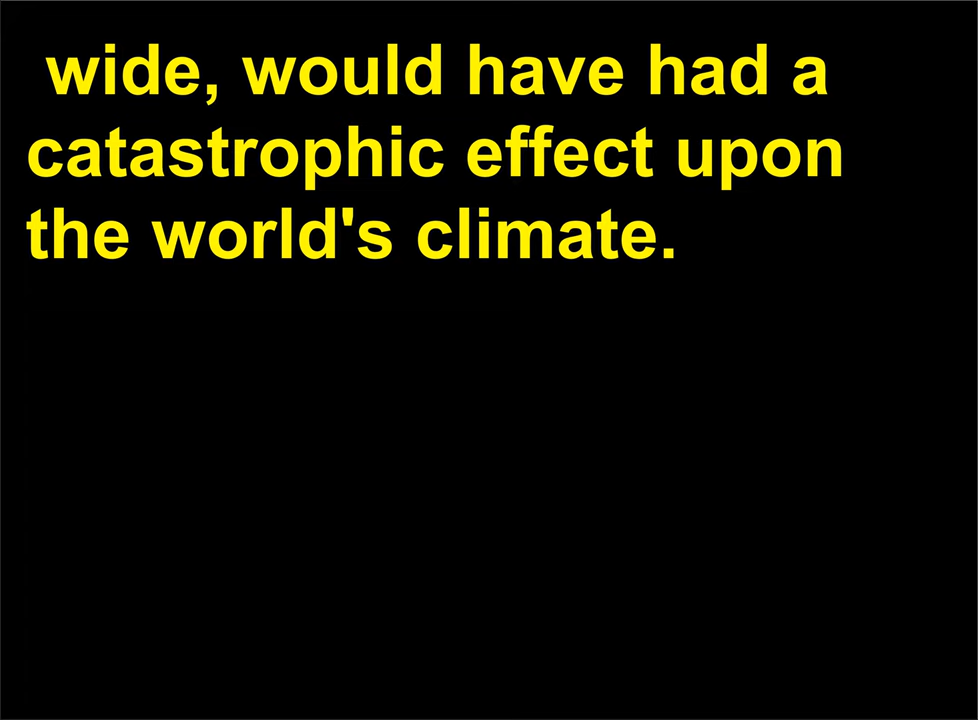 wide, would have had a
catastrophic effect upon
the world's climate.